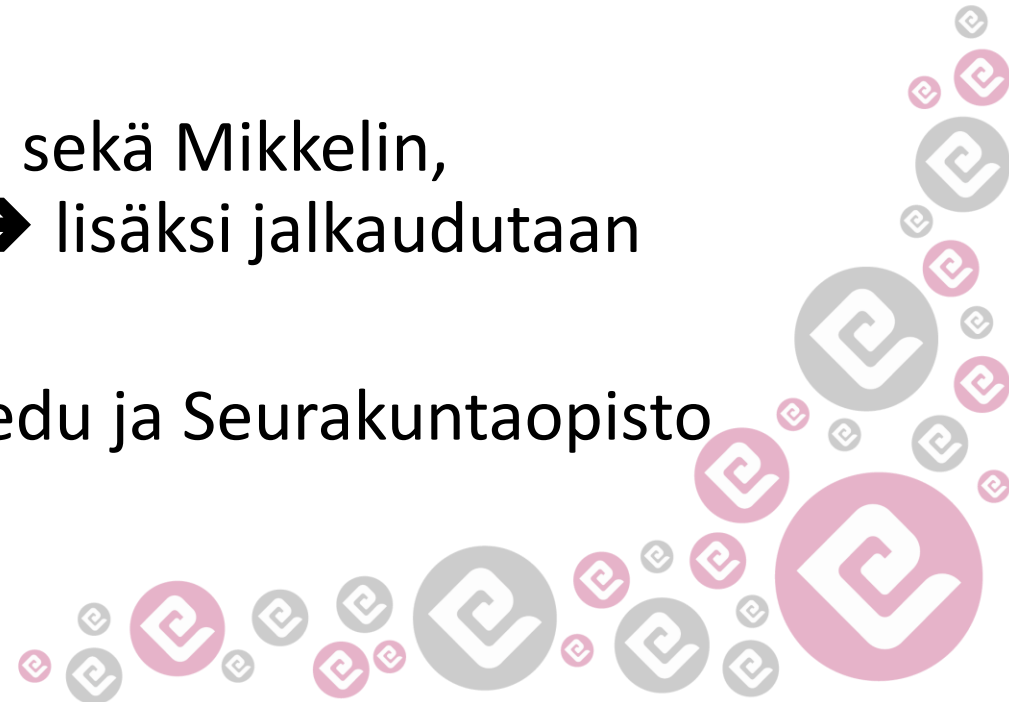 sekä Mikkelin,
➔ lisäksi jalkaudutaan
edu ja Seurakuntaopisto